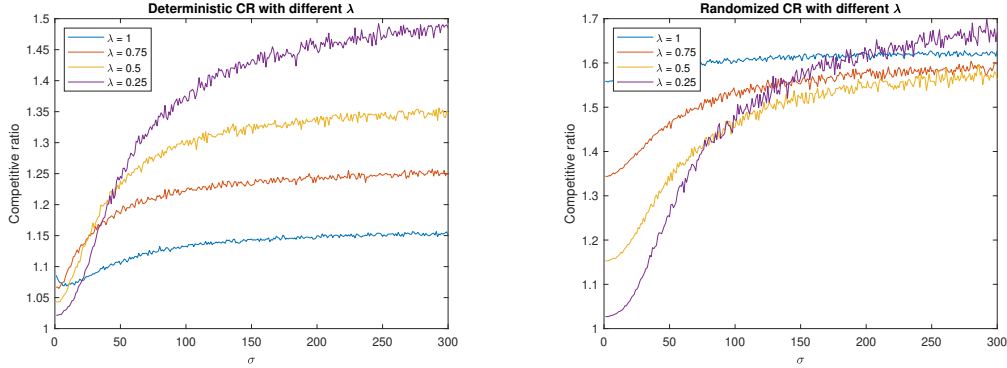 Deterministic CR with different λ
1.5
1.45
1.4
1.35
1.3
1.25
1.2
1.15
1.1
1.05
1
Competitive ratio
λ = 1
λ = 0.75
λ = 0.5
λ = 0.25
0 50 100 150 200 250 300
σ
Randomized CR with different λ
1.7
1.6
1.5
1.4
1.3
1.2
1.1
1
Competitive ratio
λ = 1
λ = 0.75
λ = 0.5
λ = 0.25
0 50 100 150 200 250 300
σ